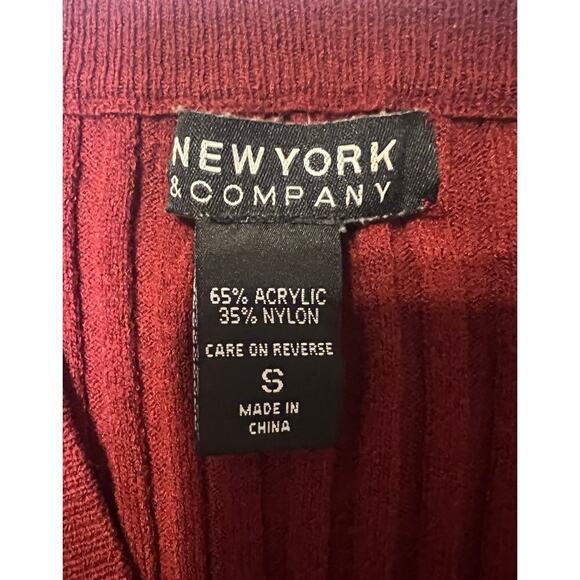 NEW YORK
& COMPANY
65% ACRYLIC
35% NYLON
CARE ON REVERSE
S
MADE IN
CHINA